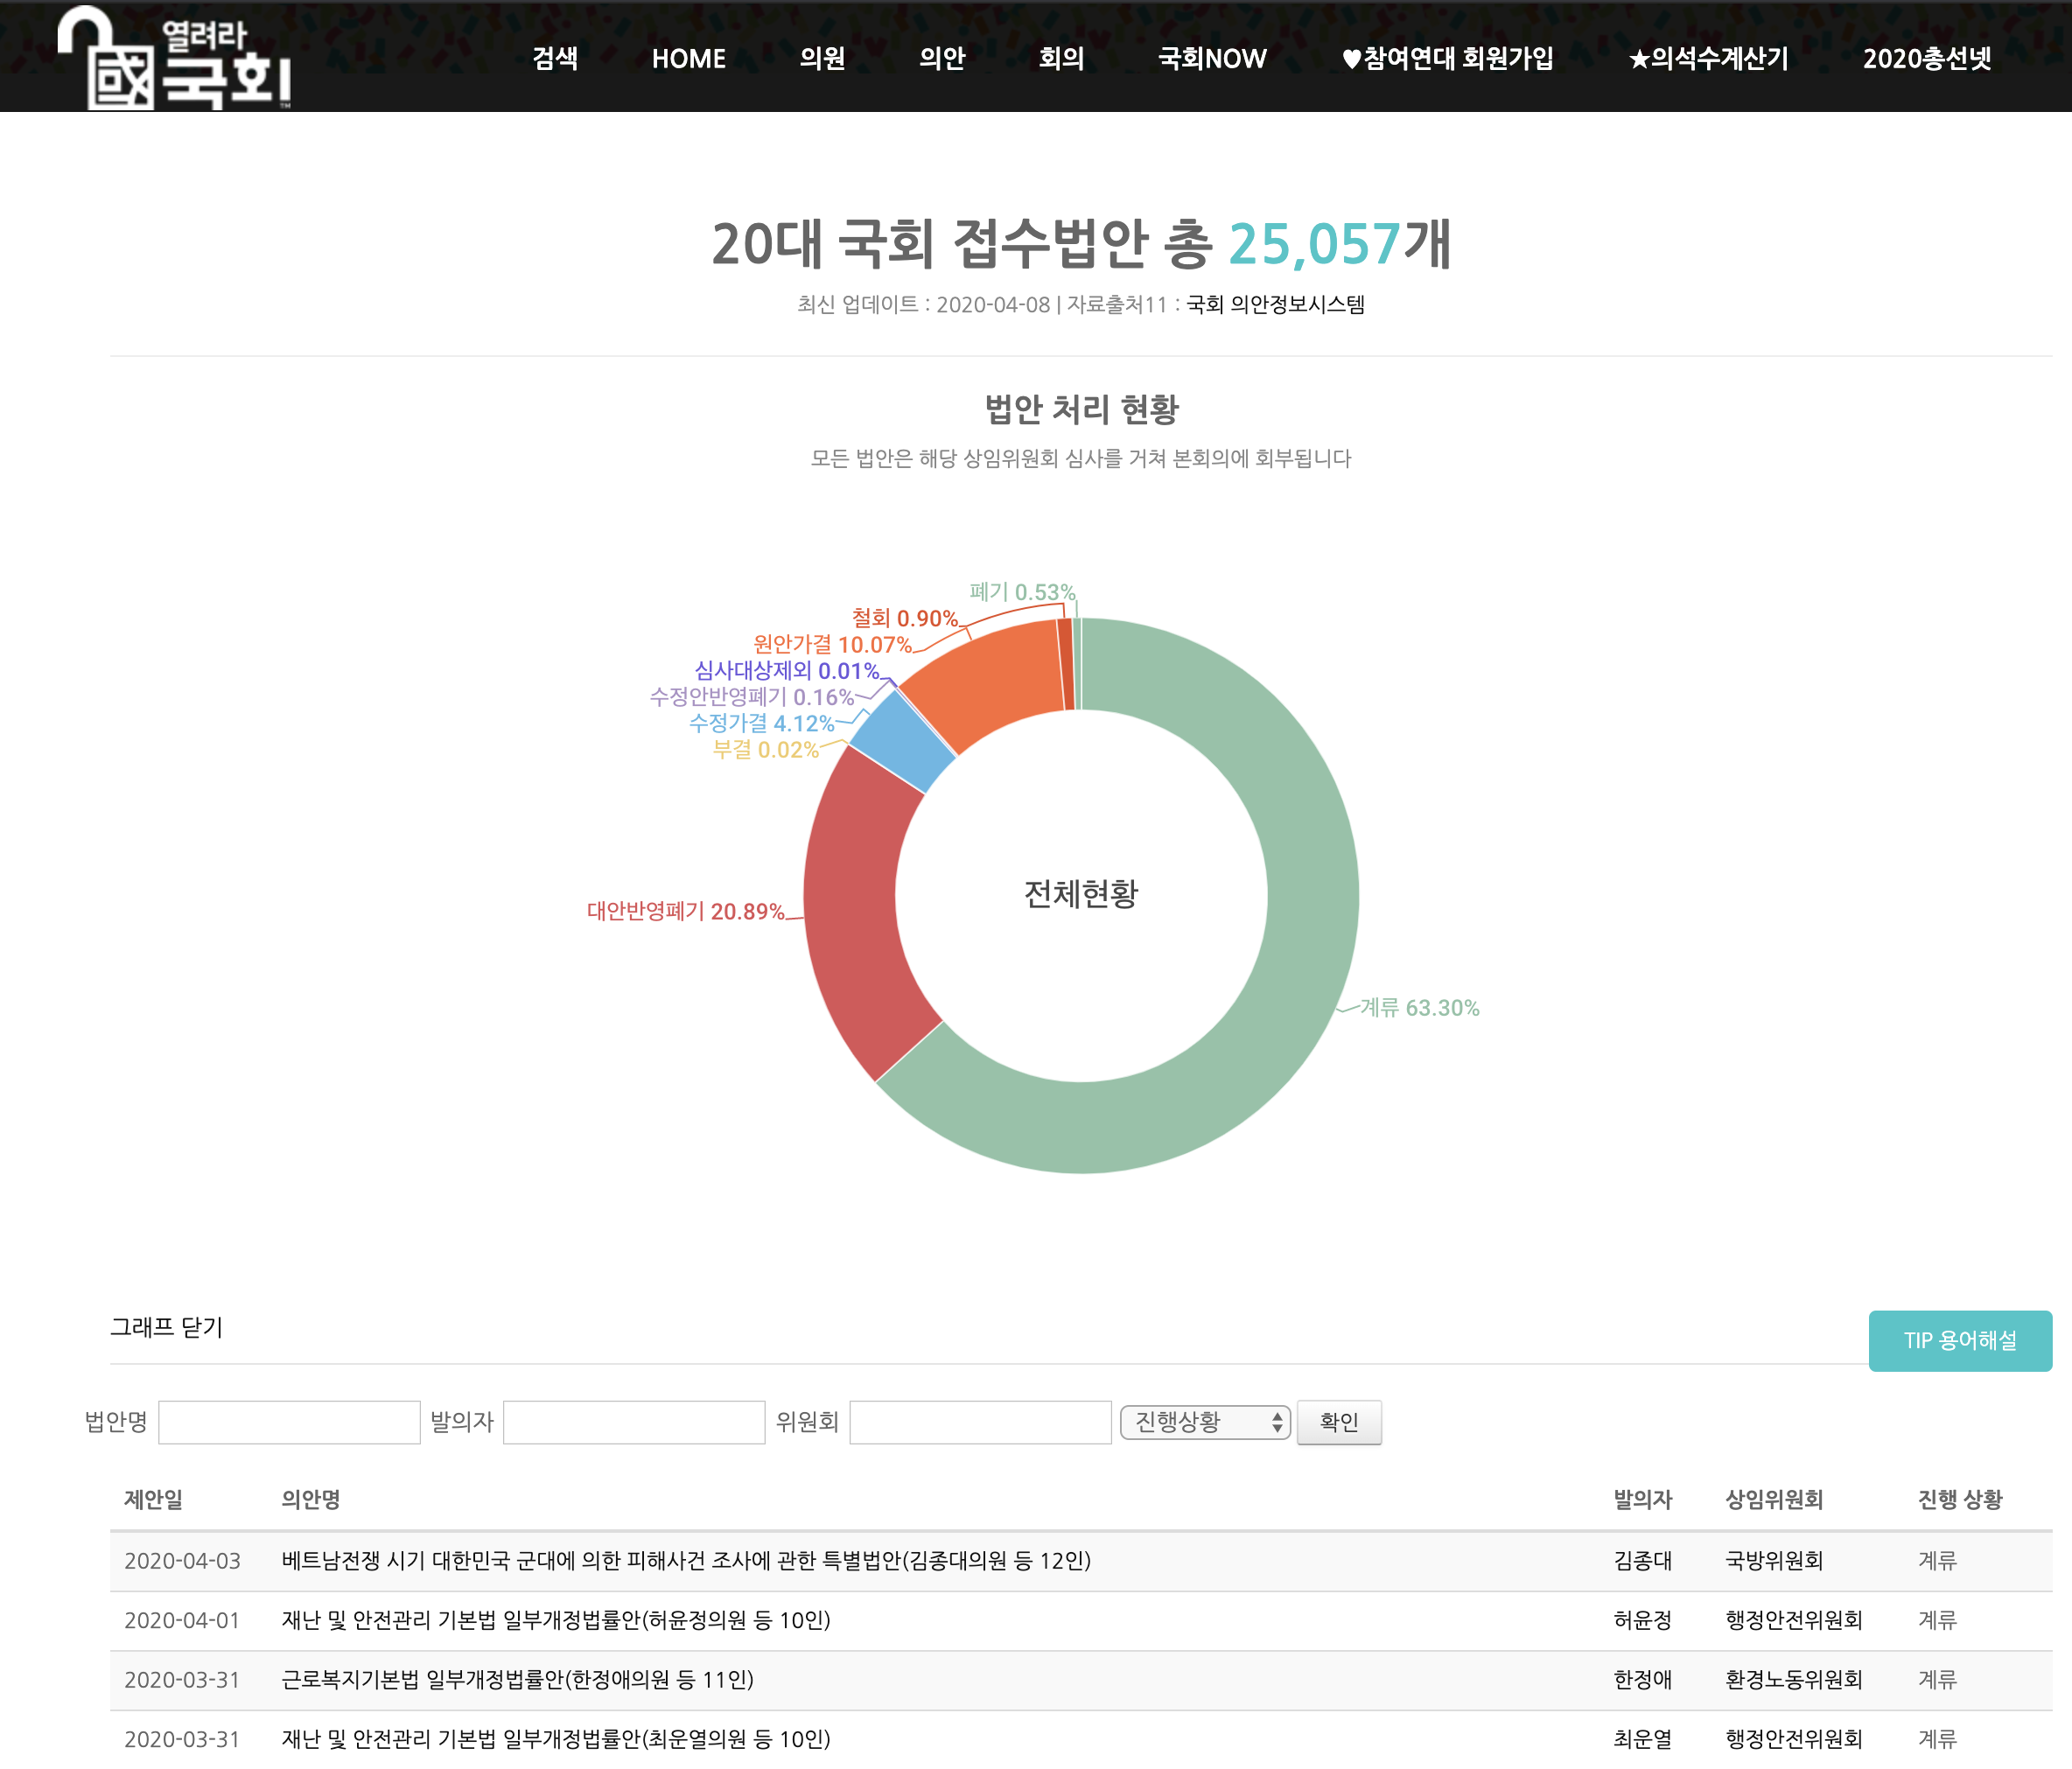 열려라
國 국회 TM
검색 HOME 의원 의안 회의 국회NOW ♥참여연대 회원가입 ★의석수계산기 2020총선넷
20대 국회 접수법안 총 25,057개
최신 업데이트 : 2020-04-08 | 자료출처11 : 국회 의안정보시스템
법안 처리 현황
모든 법안은 해당 상임위원회 심사를 거쳐 본회의에 회부됩니다
폐기 0.53%
철회 0.90%
원안가결 10.07%
심사대상제외 0.01%
수정안반영폐기 0.16%
수정가결 4.12%
부결 0.02%
전체현황
대안반영폐기 20.89%
계류 63.30%
그래프 닫기
TIP 용어해설
법안명 발의자 위원회 진행상황 확인
제안일 의안명 발의자 상임위원회 진행 상황
2020-04-03 베트남전쟁 시기 대한민국 군대에 의한 피해사건 조사에 관한 특별법안(김종대의원 등 12인) 김종대 국방위원회 계류
2020-04-01 재난 및 안전관리 기본법 일부개정법률안(허윤정의원 등 10인) 허윤정 행정안전위원회 계류
2020-03-31 근로복지기본법 일부개정법률안(한정애의원 등 11인) 한정애 환경노동위원회 계류
2020-03-31 재난 및 안전관리 기본법 일부개정법률안(최운열의원 등 10인) 최운열 행정안전위원회 계류